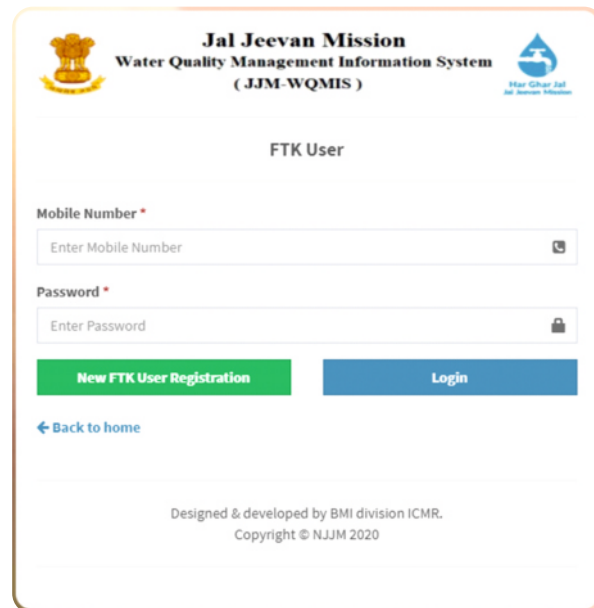 Jal Jeevan Mission
Water Quality Management Information System
( JJM-WQMIS )
Har Ghar Jal
Jal Jeevan Mission
FTK User
Mobile Number *
Enter Mobile Number
Password *
Enter Password
New FTK User Registration
Login
Back to home
Designed & developed by BMI division ICMR.
Copyright © NJJM 2020